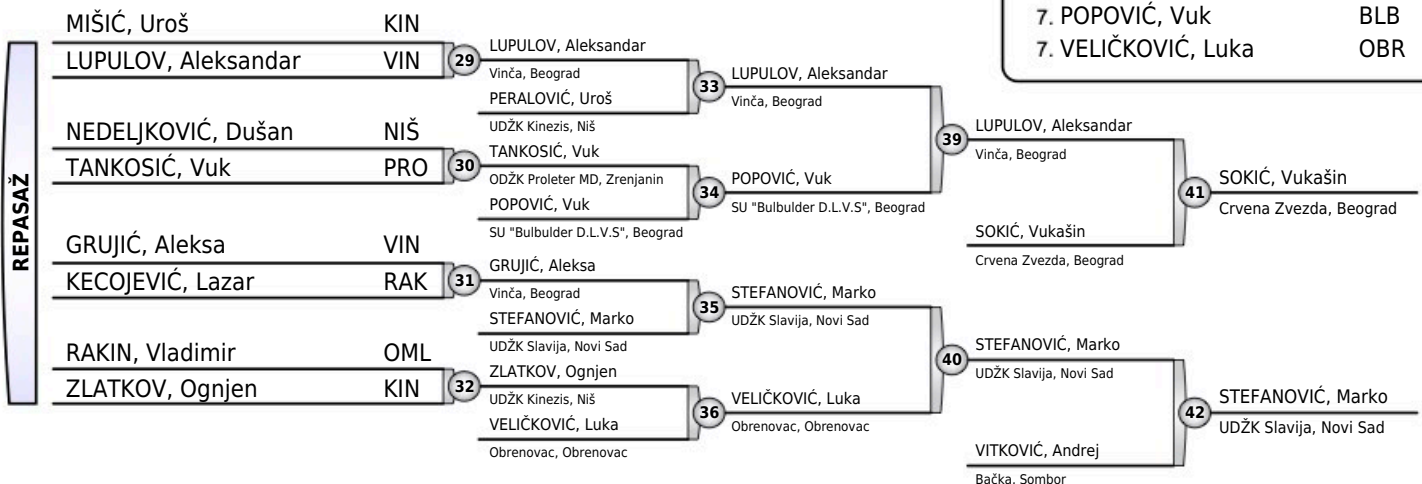 7. POPOVIĆ, Vuk BLB
7. VELIČKOVIĆ, Luka OBR
REPASAŽ
MIŠIĆ, Uroš KIN
LUPULOV, Aleksandar VIN
NEDELJKOVIĆ, Dušan NIŠ
TANKOSIĆ, Vuk PRO
GRUJIĆ, Aleksa VIN
KECOJEVIĆ, Lazar RAK
RAKIN, Vladimir OML
ZLATKOV, Ognjen KIN
29
30
31
32
LUPULOV, Aleksandar
Vinča, Beograd
PERALOVIĆ, Uroš
UDŽK Kinezis, Niš
TANKOSIĆ, Vuk
ODŽK Proleter MD, Zrenjanin
POPOVIĆ, Vuk
SU "Bulbulder D.L.V.S", Beograd
GRUJIĆ, Aleksa
Vinča, Beograd
STEFANOVIĆ, Marko
UDŽK Slavija, Novi Sad
ZLATKOV, Ognjen
UDŽK Kinezis, Niš
VELIČKOVIĆ, Luka
Obrenovac, Obrenovac
33
34
35
36
LUPULOV, Aleksandar
Vinča, Beograd
POPOVIĆ, Vuk
SU "Bulbulder D.L.V.S", Beograd
STEFANOVIĆ, Marko
UDŽK Slavija, Novi Sad
VELIČKOVIĆ, Luka
Obrenovac, Obrenovac
39
40
LUPULOV, Aleksandar
Vinča, Beograd
SOKIĆ, Vukašin
Crvena Zvezda, Beograd
STEFANOVIĆ, Marko
UDŽK Slavija, Novi Sad
VITKOVIĆ, Andrej
Bačka, Sombor
41
42
SOKIĆ, Vukašin
Crvena Zvezda, Beograd
STEFANOVIĆ, Marko
UDŽK Slavija, Novi Sad